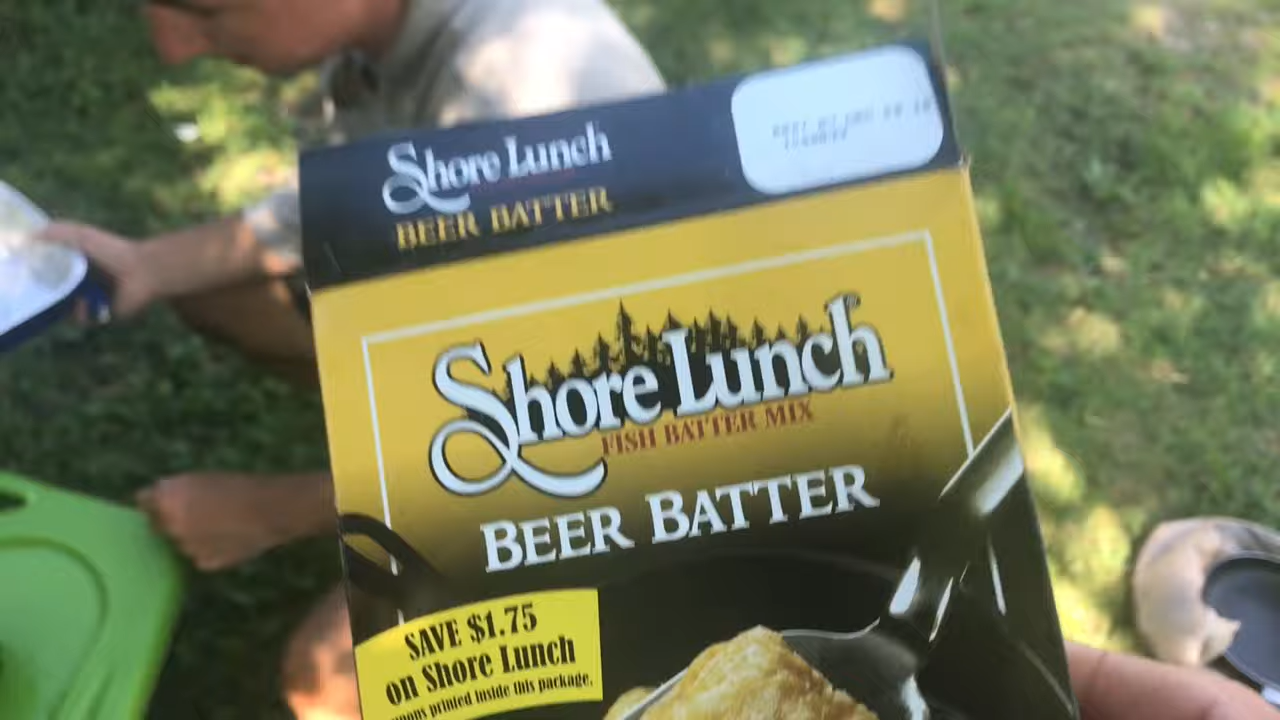 Shore Lunch
BEER BATTER
Shore Lunch
FISH BATTER MIX
BEER BATTER
SAVE $1.75
on Shore Lunch
printed inside this package.